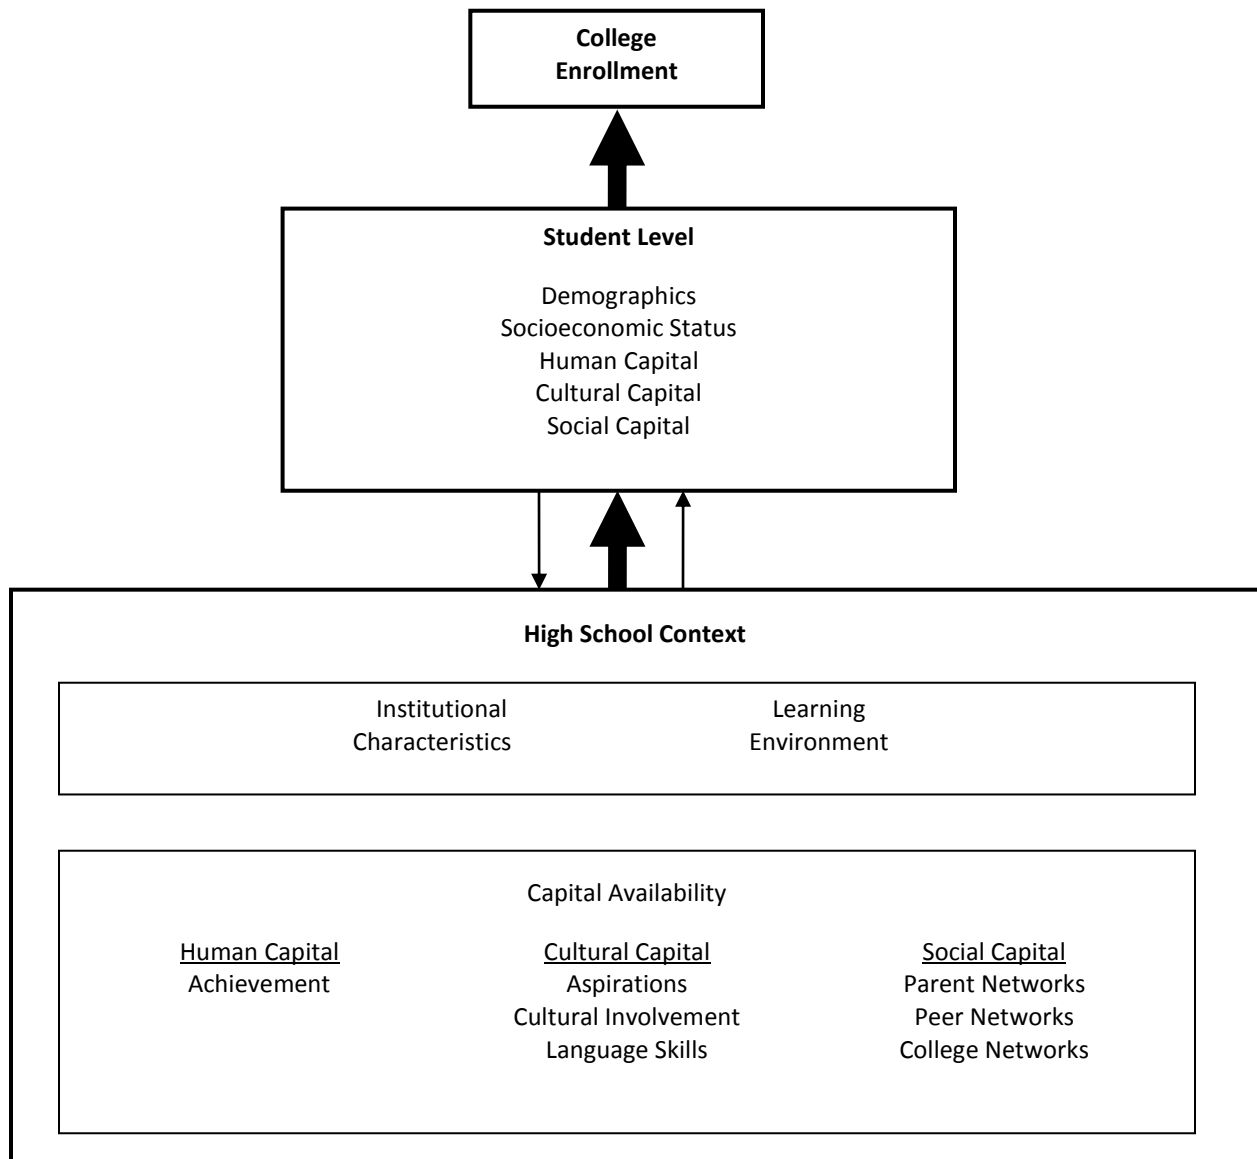 College
Enrollment
Student Level
Demographics
Socioeconomic Status
Human Capital
Cultural Capital
Social Capital
High School Context
Institutional
Characteristics
Learning
Environment
Capital Availability
Human Capital
Achievement
Cultural Capital
Aspirations
Cultural Involvement
Language Skills
Social Capital
Parent Networks
Peer Networks
College Networks